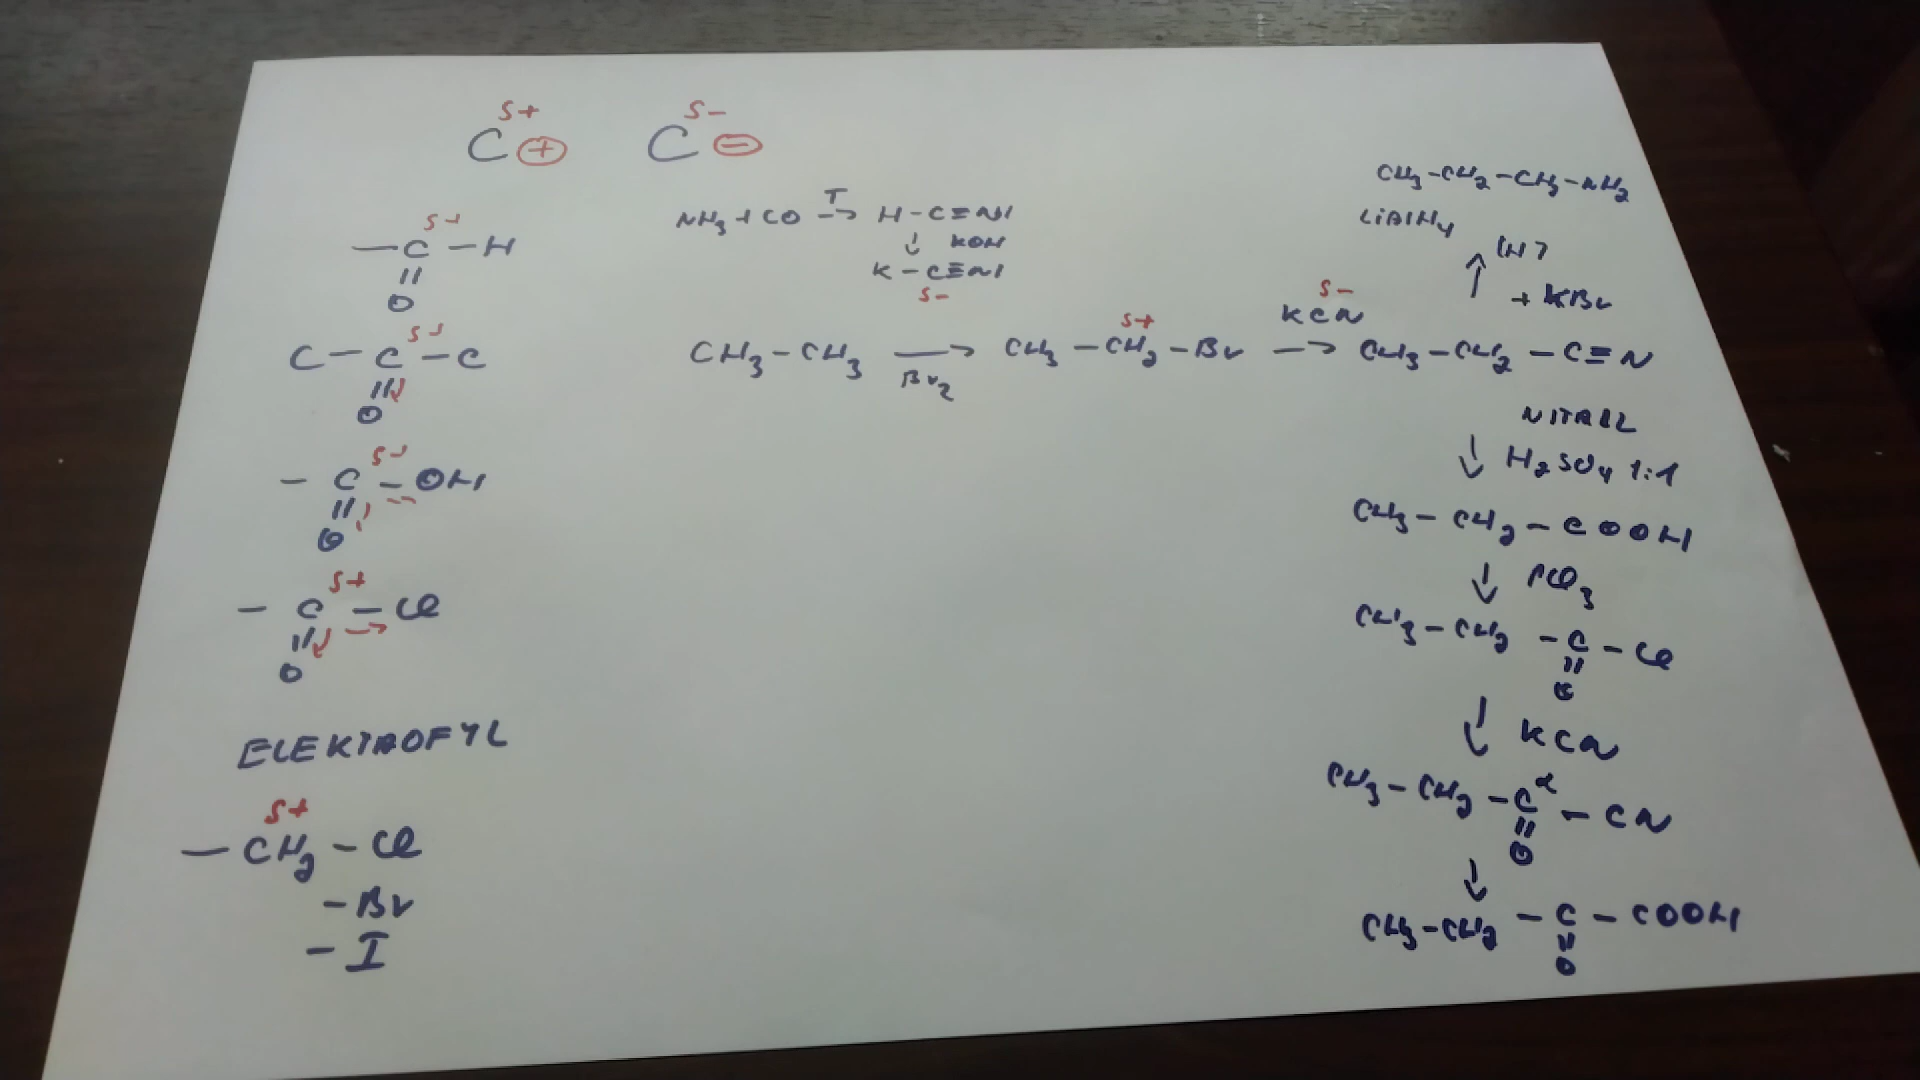 δ+ δ-
C⊕ C⊖
δ+
— C — H
||
O
δ+
C — C — C
||
O
δ+
— C — OH
||
O
δ+
— C — Cl
||
O
ELEKTROFYL
δ+
— CH2 — Cl
— Br
— I
NH3 + CO →T H — C≡N
↓ KOH
K — C≡N
δ-
CH3 — CH3 →Br2 CH3 — CH2 — Br →KCN CH3 — CH2 — C≡N
δ+ δ-
CH3 — CH2 — CH2 — NH2
LiAlH4
↑ (H)
+ KBr
NITRIL
↓ H2SO4 1:1
CH3 — CH2 — COOH
↓ PCl3
CH3 — CH2 — C — Cl
||
O
↓ KCN
CH3 — CH2 — Cα — CN
||
O
↓
CH3 — CH2 — C — COOH
||
O